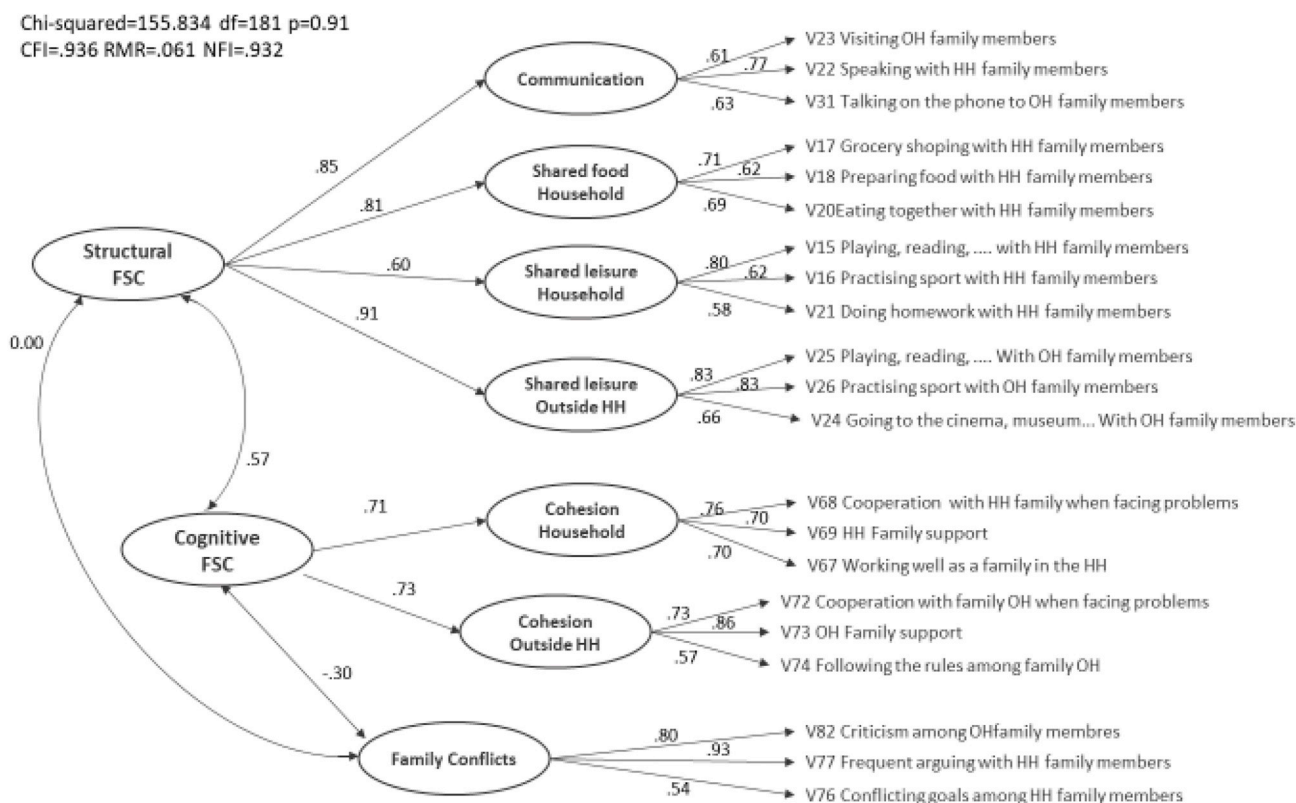 Chi-squared=155.834 df=181 p=0.91
CFI=.936 RMR=.061 NFI=.932
Communication
.61
.77
.63
V23 Visiting OH family members
V22 Speaking with HH family members
V31 Talking on the phone to OH family members
.85
Shared food
Household
.71
.62
.69
V17 Grocery shoping with HH family members
V18 Preparing food with HH family members
V20Eating together with HH family members
.81
Structural
FSC
.60
Shared leisure
Household
.80
.62
.58
V15 Playing, reading, .... with HH family members
V16 Practising sport with HH family members
V21 Doing homework with HH family members
.91
0.00
Shared leisure
Outside HH
.83
.83
.66
V25 Playing, reading, .... With OH family members
V26 Practising sport with OH family members
V24 Going to the cinema, museum... With OH family members
.57
Cognitive
FSC
.71
Cohesion
Household
.76
.70
.70
V68 Cooperation with HH family when facing problems
V69 HH Family support
V67 Working well as a family in the HH
.73
Cohesion
Outside HH
.73
.86
.57
V72 Cooperation with family OH when facing problems
V73 OH Family support
V74 Following the rules among family OH
-.30
Family Conflicts
.80
.93
.54
V82 Criticism among OHfamily membres
V77 Frequent arguing with HH family members
V76 Conflicting goals among HH family members